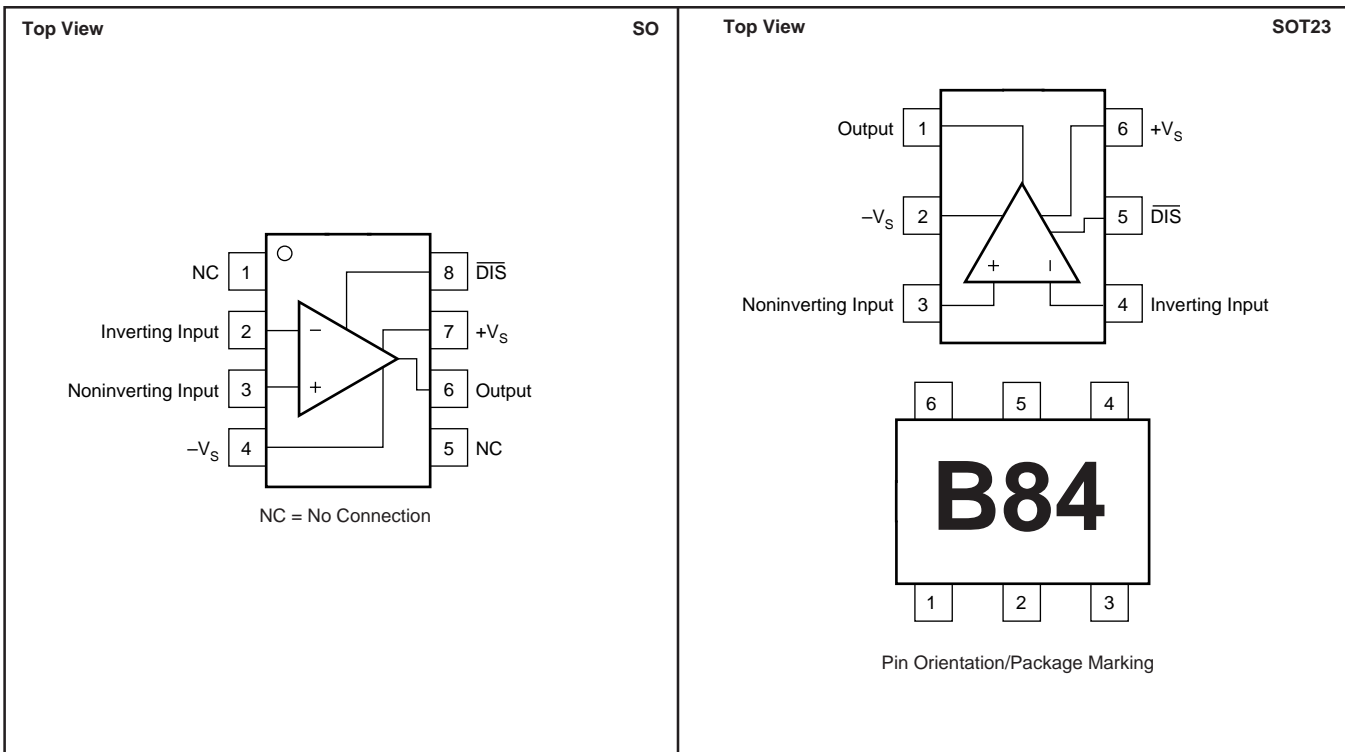 Top View SO
NC 1
8 DIS
Inverting Input 2
−
7 +VS
Noninverting Input 3
+
6 Output
–VS 4
5 NC
NC = No Connection
Top View SOT23
Output 1
6 +VS
–VS 2
5 DIS
+ −
Noninverting Input 3
4 Inverting Input
6 5 4
B84
1 2 3
Pin Orientation/Package Marking